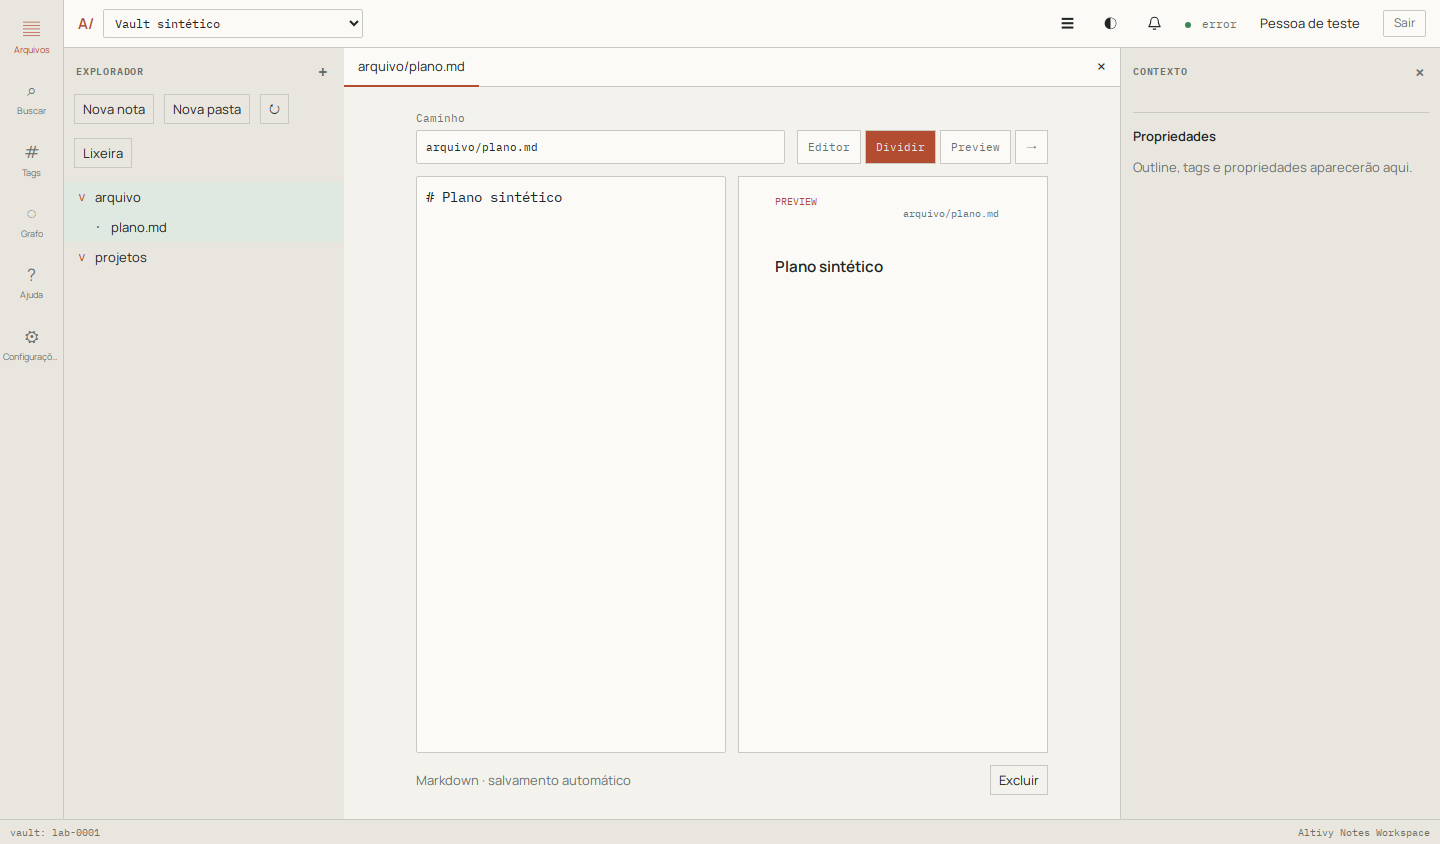 Arquivos
Buscar
#
Tags
Grafo
?
Ajuda
Configuraçõ…
A/
Vault sintético
error
Pessoa de teste
Sair
EXPLORADOR
+
Nova nota
Nova pasta
Lixeira
v arquivo
· plano.md
v projetos
arquivo/plano.md
×
Caminho
arquivo/plano.md
Editor
Dividir
Preview
→
# Plano sintético
PREVIEW
arquivo/plano.md
Plano sintético
Markdown · salvamento automático
Excluir
CONTEXTO
×
Propriedades
Outline, tags e propriedades aparecerão aqui.
vault: lab-0001
Altivy Notes Workspace